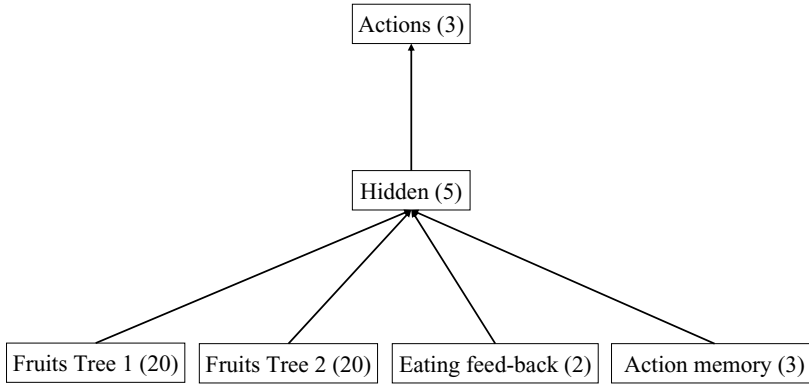 Actions (3)
Hidden (5)
Fruits Tree 1 (20)
Fruits Tree 2 (20)
Eating feed-back (2)
Action memory (3)